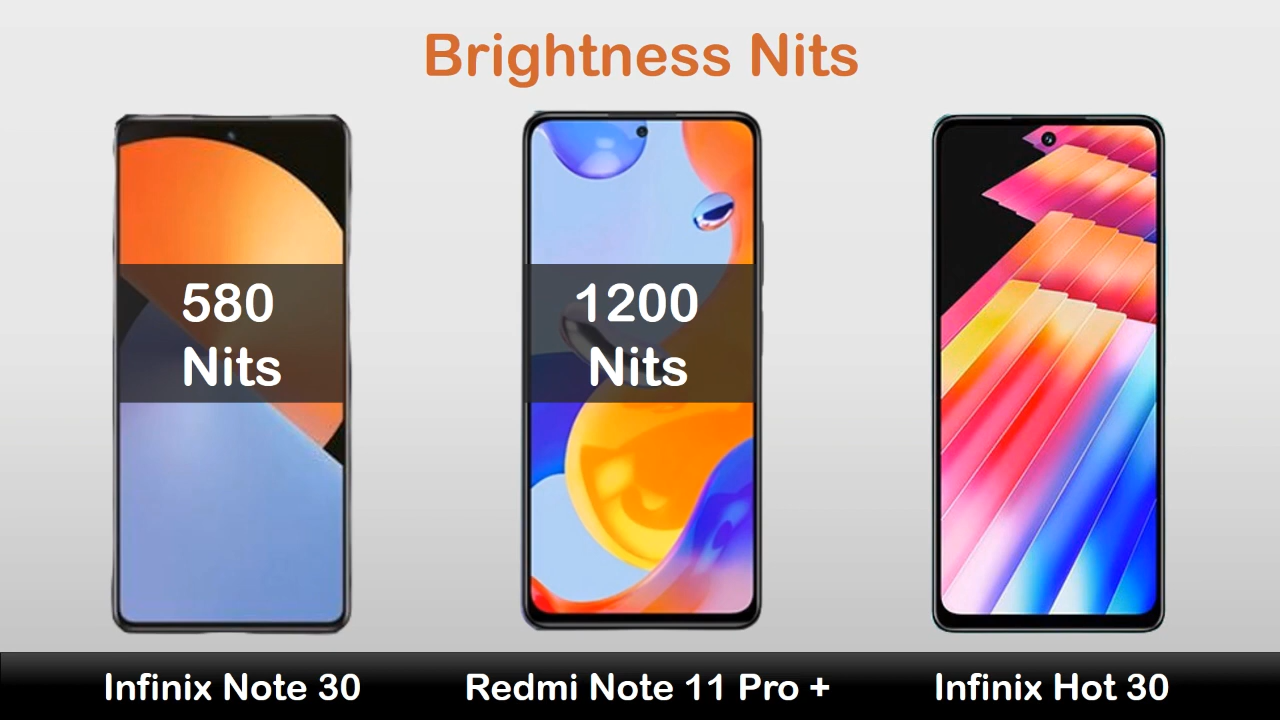 Brightness Nits
580
Nits
1200
Nits
Infinix Note 30
Redmi Note 11 Pro +
Infinix Hot 30